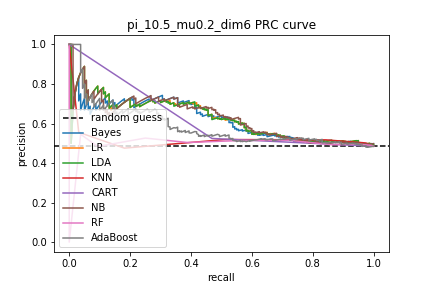 pi_10.5_mu0.2_dim6 PRC curve
1.0
0.8
0.6
0.4
0.2
0.0
precision
random guess
Bayes
LR
LDA
KNN
CART
NB
RF
AdaBoost
0.0 0.2 0.4 0.6 0.8 1.0
recall